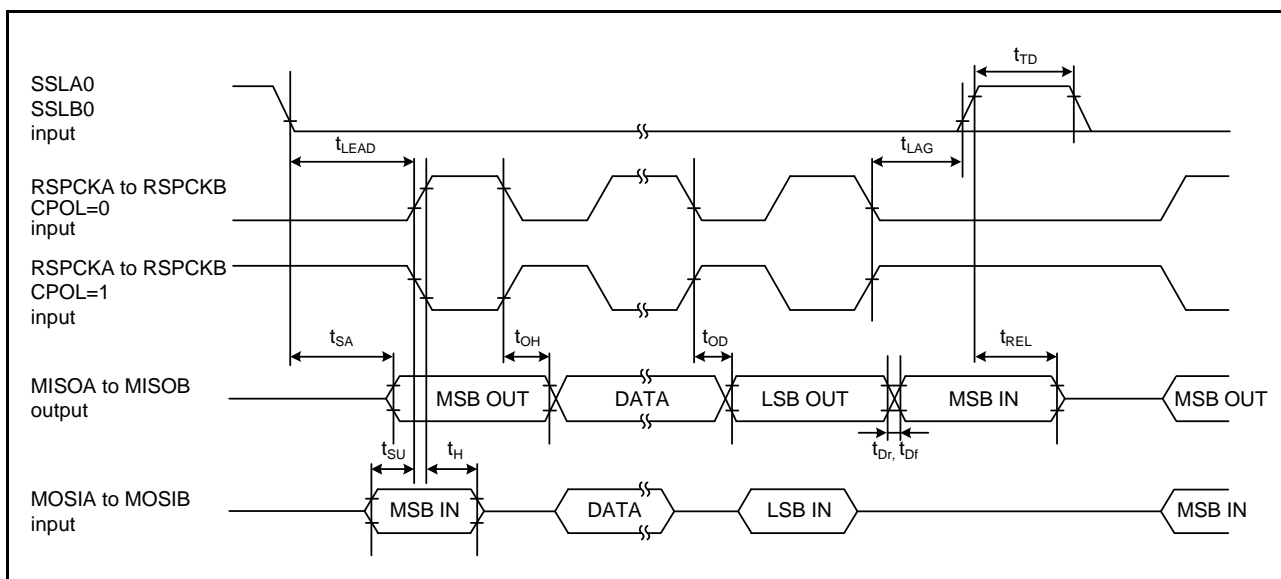 SSLA0
SSLB0
input
tTD
tLEAD
tLAG
RSPCKA to RSPCKB
CPOL=0
input
RSPCKA to RSPCKB
CPOL=1
input
tSA
tOH
tOD
tREL
MISOA to MISOB
output
MSB OUT
DATA
LSB OUT
MSB IN
MSB OUT
tSU
tH
tDr, tDf
MOSIA to MOSIB
input
MSB IN
DATA
LSB IN
MSB IN